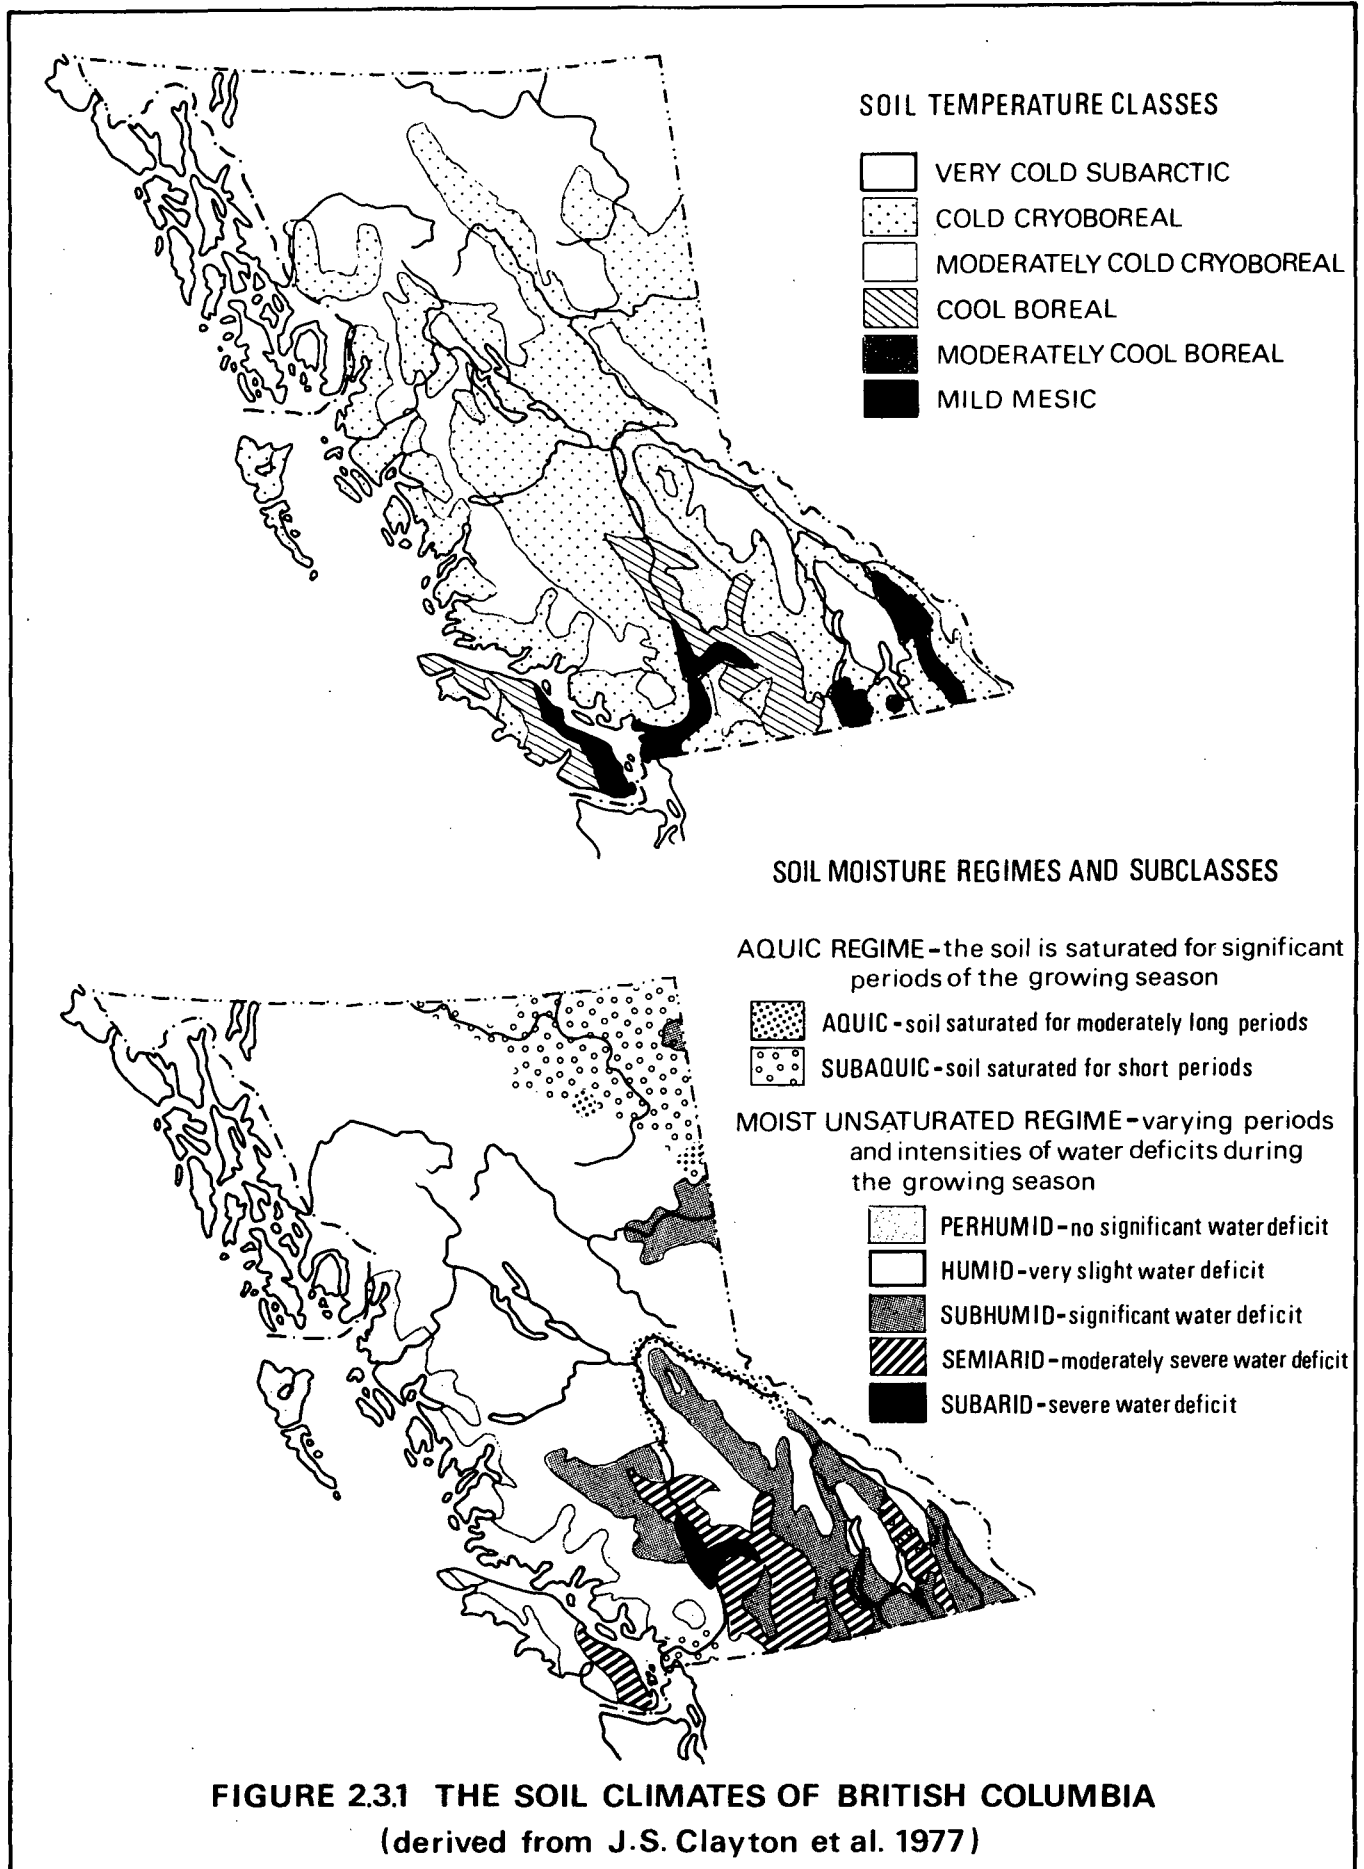 SOIL TEMPERATURE CLASSES
VERY COLD SUBARCTIC
COLD CRYOBOREAL
MODERATELY COLD CRYOBOREAL
COOL BOREAL
MODERATELY COOL BOREAL
MILD MESIC
SOIL MOISTURE REGIMES AND SUBCLASSES
AQUIC REGIME-the soil is saturated for significant
periods of the growing season
AQUIC-soil saturated for moderately long periods
SUBAQUIC-soil saturated for short periods
MOIST UNSATURATED REGIME-varying periods
and intensities of water deficits during
the growing season
PERHUMID-no significant water deficit
HUMID-very slight water deficit
SUBHUMID-significant water deficit
SEMIARID-moderately severe water deficit
SUBARID-severe water deficit
FIGURE 2.3.1 THE SOIL CLIMATES OF BRITISH COLUMBIA
(derived from J.S. Clayton et al. 1977)